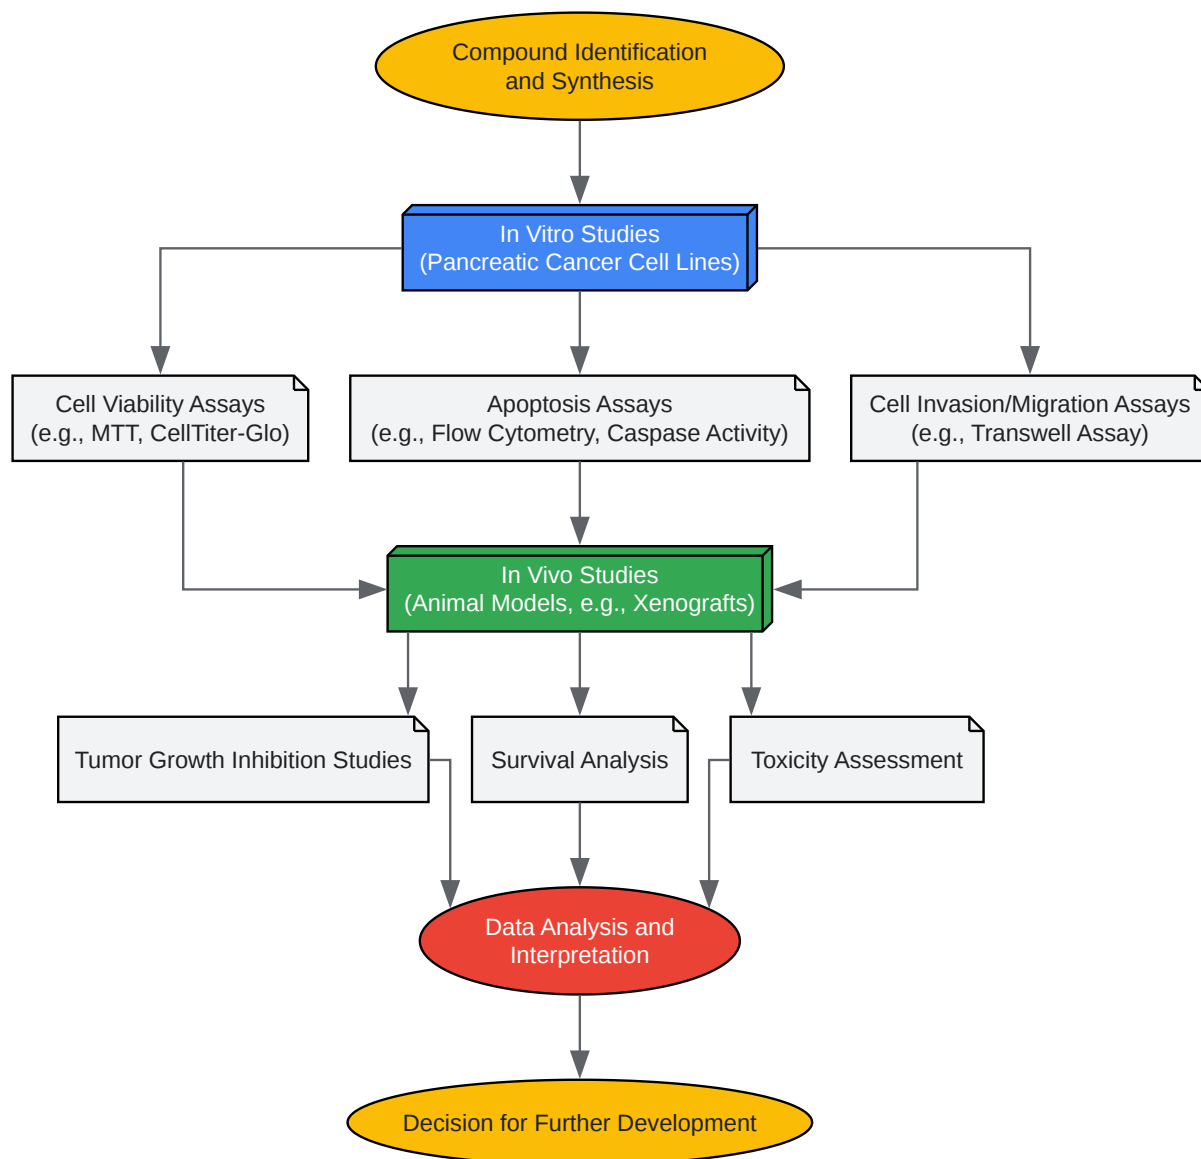 Compound Identification
and Synthesis
In Vitro Studies
(Pancreatic Cancer Cell Lines)
Cell Viability Assays
(e.g., MTT, CellTiter-Glo)
Apoptosis Assays
(e.g., Flow Cytometry, Caspase Activity)
Cell Invasion/Migration Assays
(e.g., Transwell Assay)
In Vivo Studies
(Animal Models, e.g., Xenografts)
Tumor Growth Inhibition Studies
Survival Analysis
Toxicity Assessment
Data Analysis and
Interpretation
Decision for Further Development